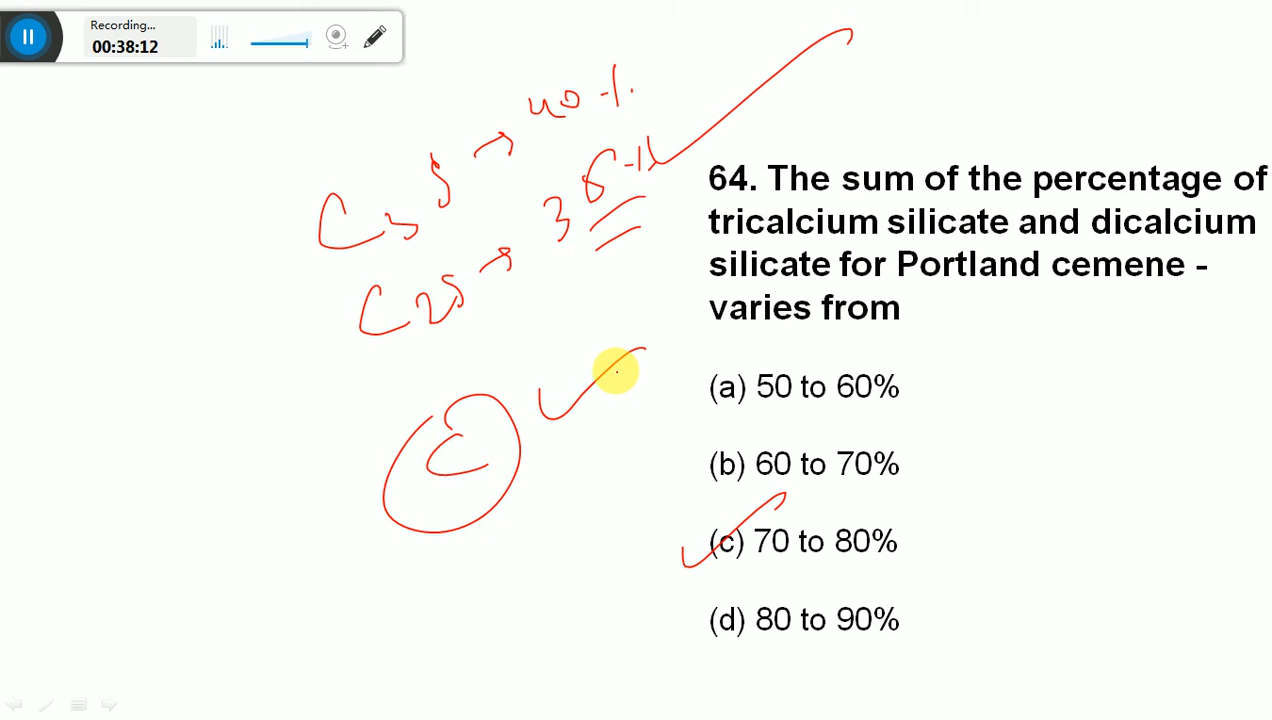 Recording...
00:38:12
C3S → 40 %
C2S → 36 %
C
64. The sum of the percentage of
tricalcium silicate and dicalcium
silicate for Portland cemene -
varies from
(a) 50 to 60%
(b) 60 to 70%
(c) 70 to 80%
(d) 80 to 90%